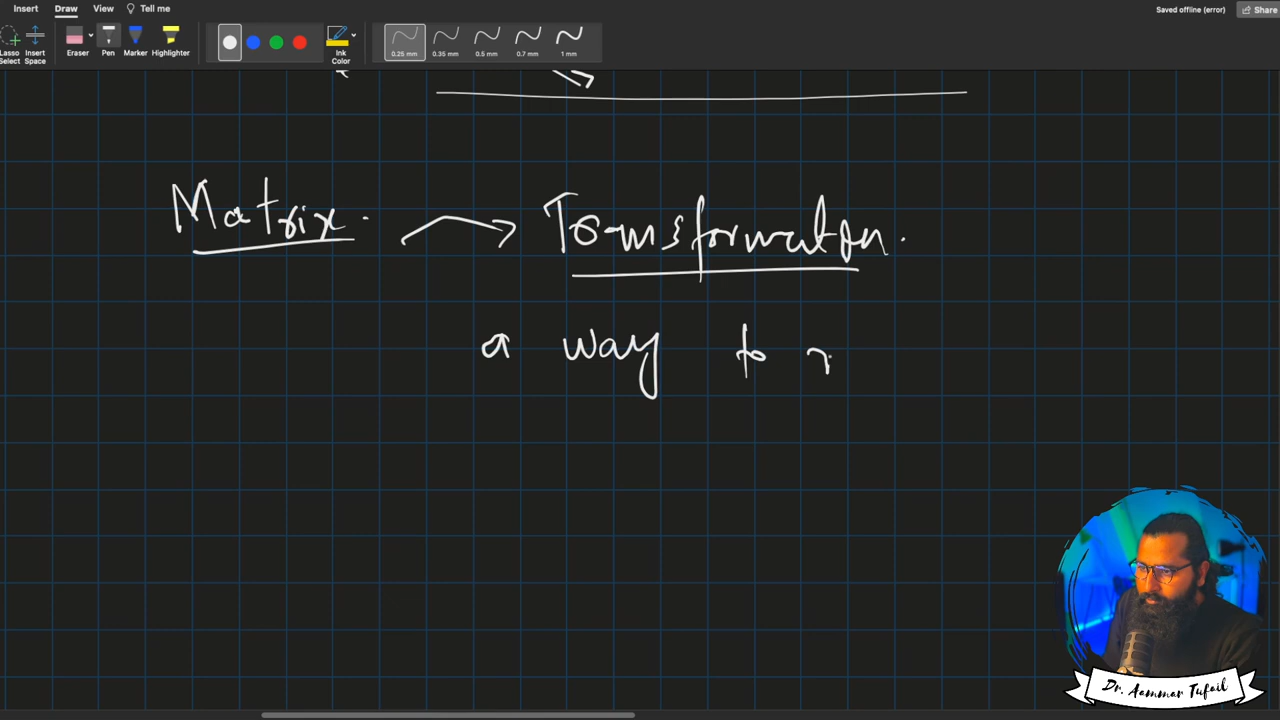 Insert Draw View Tell me Saved offline (error) Share
Lasso Select Insert Space Eraser Pen Marker Highlighter Ink Color 0.25 mm 0.35 mm 0.5 mm 0.7 mm 1 mm
Matrix. Transformation.
a way to
Dr. Aammar Tufail